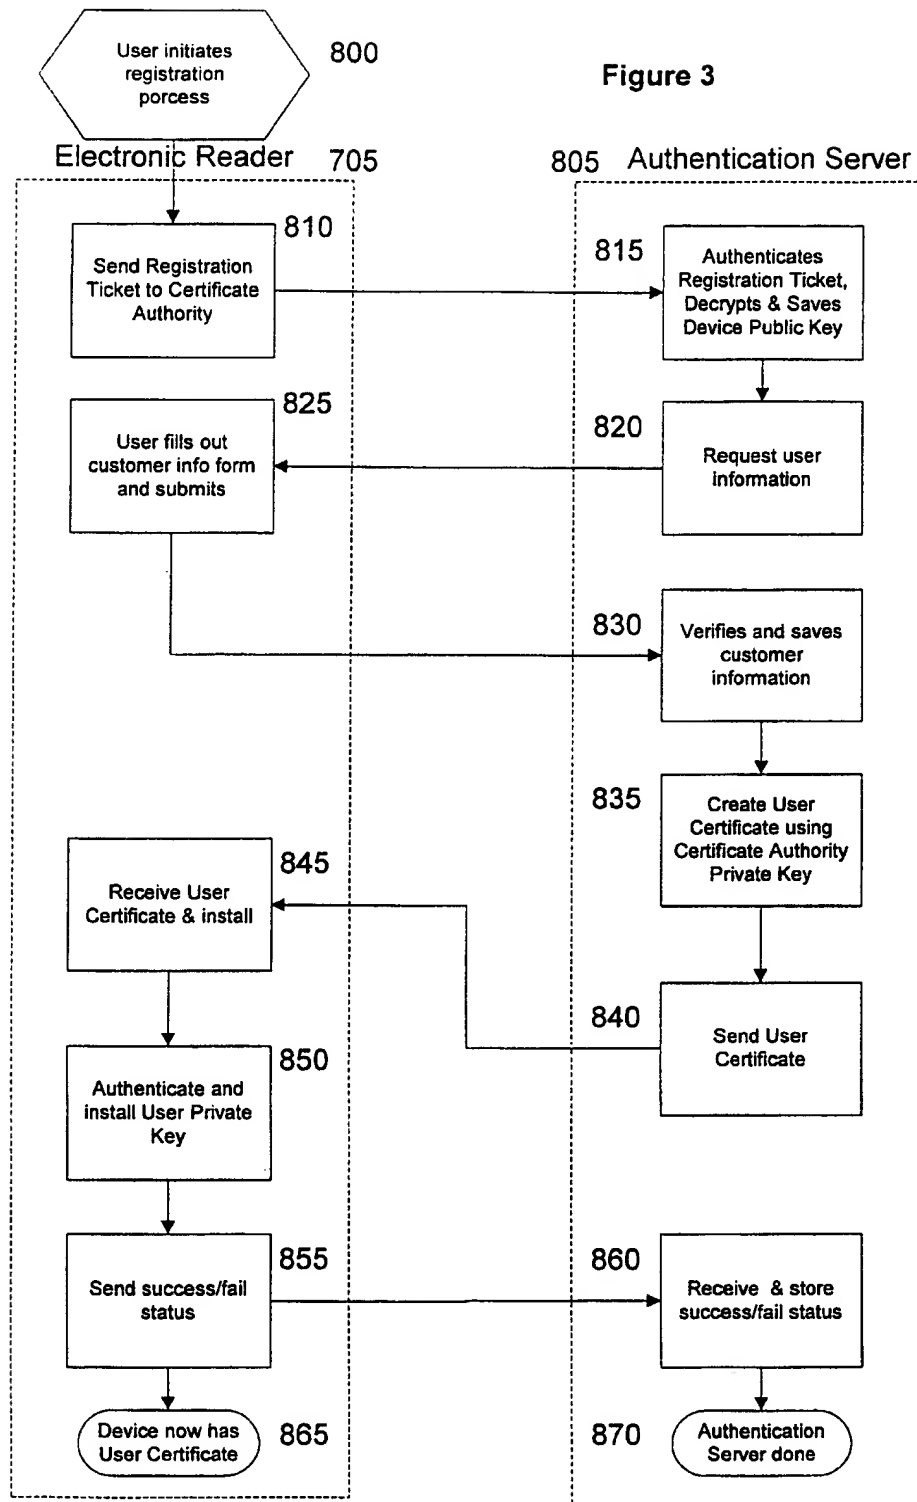 User initiates
registration
porcess
800
Figure 3
Electronic Reader
705
805
Authentication Server
810
Send Registration
Ticket to Certificate
Authority
815
Authenticates
Registration Ticket,
Decrypts & Saves
Device Public Key
825
User fills out
customer info form
and submits
820
Request user
information
830
Verifies and saves
customer
information
835
Create User
Certificate using
Certificate Authority
Private Key
845
Receive User
Certificate & install
840
Send User
Certificate
850
Authenticate and
install User Private
Key
855
Send success/fail
status
860
Receive & store
success/fail status
Device now has
User Certificate
865
870
Authentication
Server done